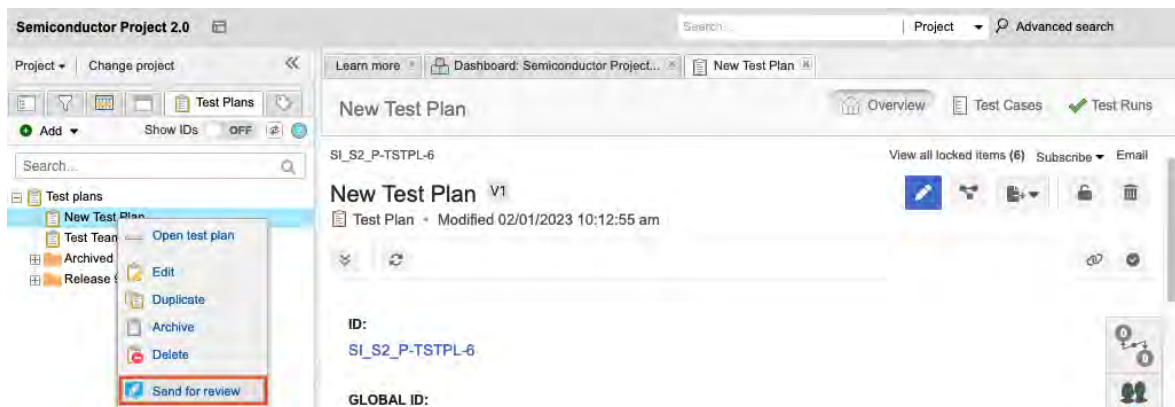 Semiconductor Project 2.0
Search...
Project
Advanced search
Project
Change project
Learn more
Dashboard: Semiconductor Project...
New Test Plan
Test Plans
New Test Plan
Overview
Test Cases
Test Runs
Add
Show IDs
OFF
SI_S2_P-TSTPL-6
View all locked items (6)
Subscribe
Email
Search...
Test plans
New Test Plan V1
New Test Plan
Test Plan • Modified 02/01/2023 10:12:55 am
Test Team
Open test plan
Archived
Edit
Release
Duplicate
Archive
Delete
Send for review
ID:
SI_S2_P-TSTPL-6
GLOBAL ID: